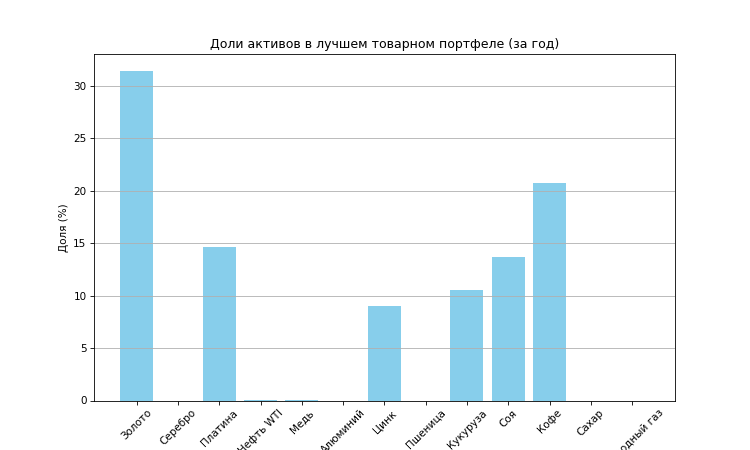 Доли активов в лучшем товарном портфеле (за год)
Доля (%)
30
25
20
15
10
5
0
Золото
Серебро
Платина
Нефть WTI
Медь
Алюминий
Цинк
Пшеница
Кукуруза
Соя
Кофе
Сахар
одный газ